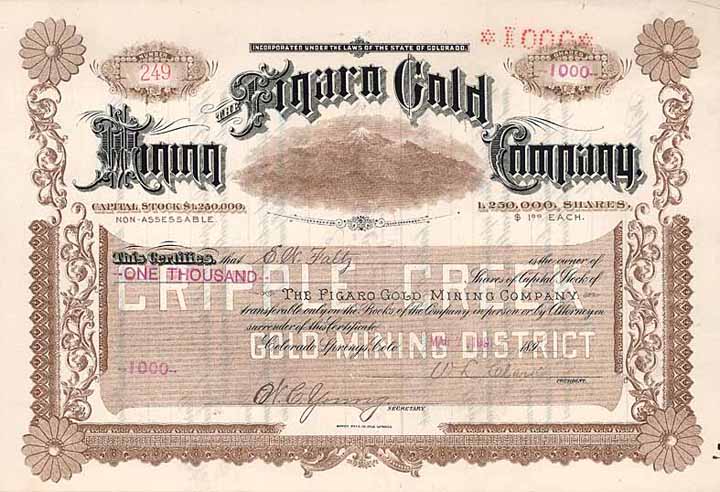 *1000*
INCORPORATED UNDER THE LAWS OF THE STATE OF COLORADO.
NUMBER
249
SHARES
-1000-
THE Figaro Gold
Mining Company.
CAPITAL STOCK $1,250,000.
NON-ASSESSABLE.
1,250,000. SHARES.
$1.00 EACH.
This Certifies, that E. W. Faltz is the owner of
-ONE THOUSAND- Shares of Capital Stock of
THE FIGARO GOLD MINING COMPANY
transferable only on the Books of the Company in person or by Attorney on
surrender of this Certificate
CRIPPLE CREEK
GOLD MINING DISTRICT
Colorado Springs, Colo. 189
-1000-
PRESIDENT.
W. C. Young
SECRETARY